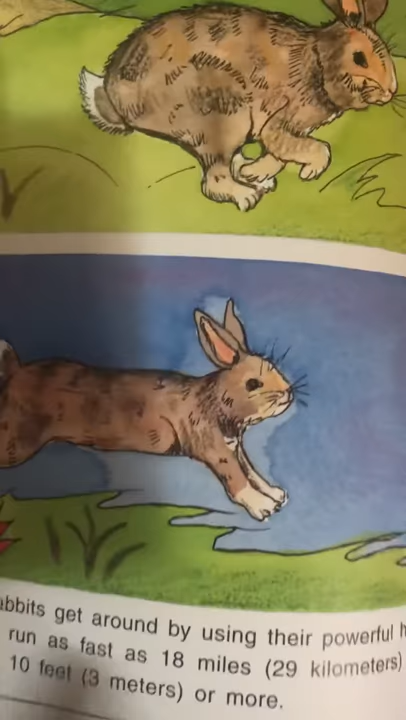 abbits get around by using their powerful h
run as fast as 18 miles (29 kilometers)
10 feet (3 meters) or more.